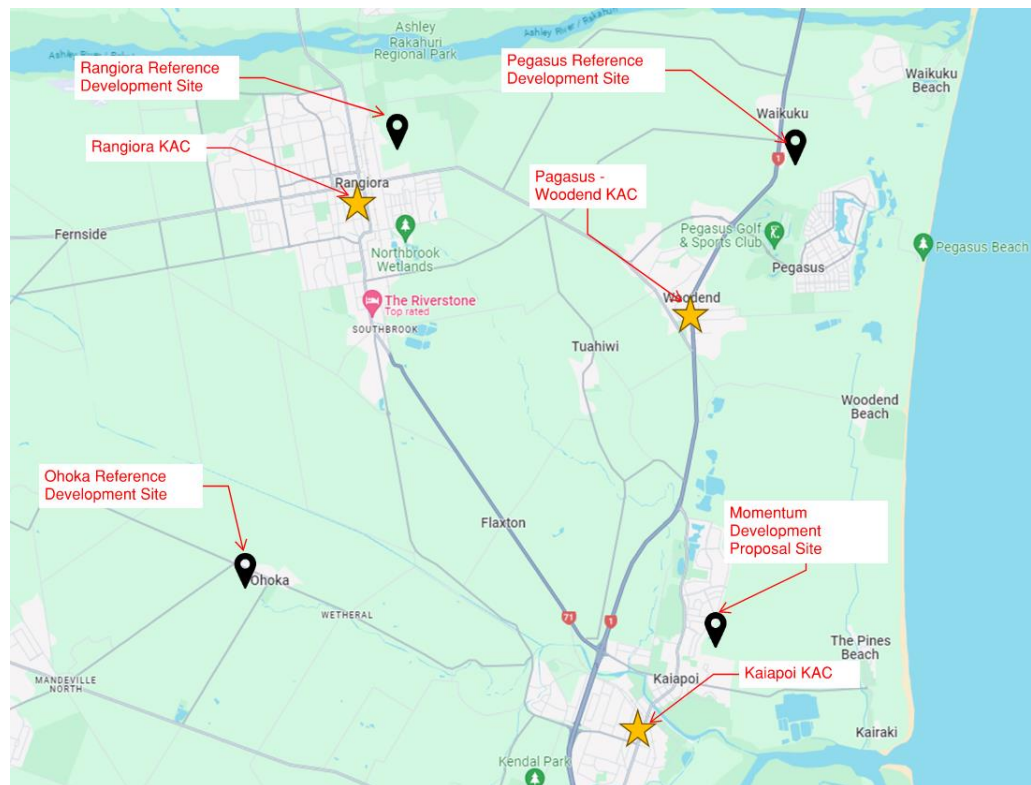 Ashley
Rakahuri
Regional Park
Ashley River / Rakahuri
Rangiora Reference
Development Site
Pegasus Reference
Development Site
Waikuku
Beach
Waikuku
1
Rangiora KAC
Rangiora
Pagasus -
Woodend KAC
Fernside
Northbrook
Wetlands
Pegasus Golf
& Sports Club
Pegasus
Pegasus Beach
The Riverstone
Top rated
SOUTHBROOK
Woodend
Tuahiwi
Woodend
Beach
Ohoka Reference
Development Site
Flaxton
Momentum
Development
Proposal Site
Ohoka
WETHERAL
71
1
The Pines
Beach
MANDEVILLE
NORTH
Kaiapoi
Kaiapoi KAC
Kairaki
Kendal Park